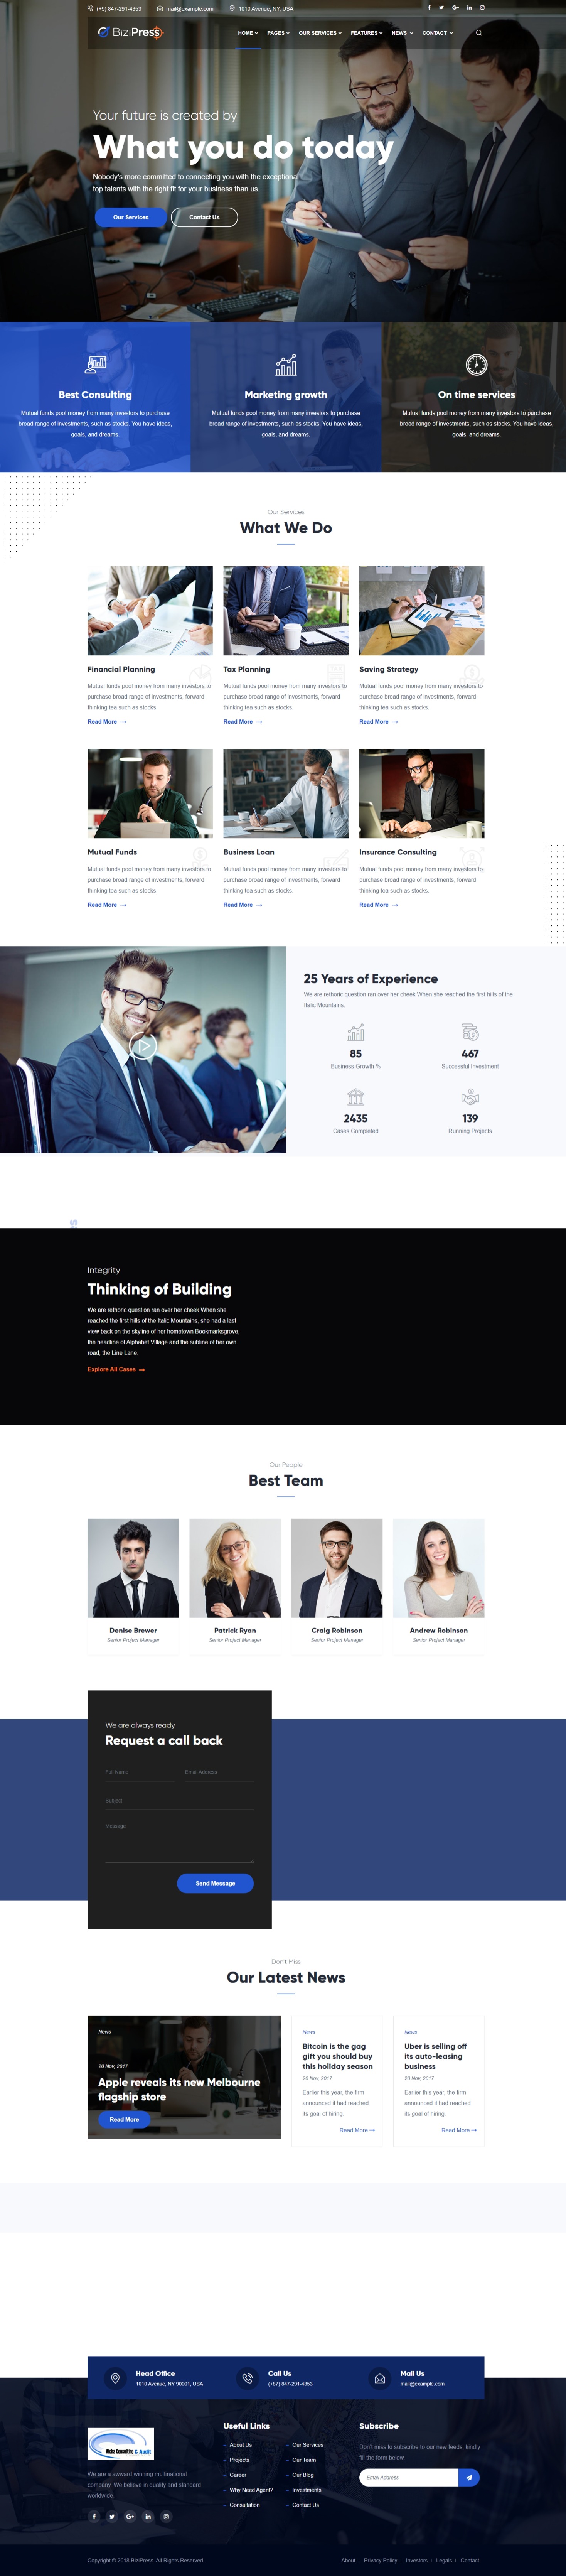 (+9) 847-291-4353
mail@example.com
1010 Avenue, NY, USA
BiziPress
HOME
PAGES
OUR SERVICES
FEATURES
NEWS
CONTACT
Your future is created by
What you do today
Nobody's more committed to connecting you with the exceptional
top talents with the right fit for your business than us.
Our Services
Contact Us
Best Consulting
Mutual funds pool money from many investors to purchase
broad range of investments, such as stocks. You have ideas,
goals, and dreams.
Marketing growth
Mutual funds pool money from many investors to purchase
broad range of investments, such as stocks. You have ideas,
goals, and dreams.
On time services
Mutual funds pool money from many investors to purchase
broad range of investments, such as stocks. You have ideas,
goals, and dreams.
Our Services
What We Do
Financial Planning
Mutual funds pool money from many investors to
purchase broad range of investments, forward
thinking tea such as stocks.
Read More
Tax Planning
Mutual funds pool money from many investors to
purchase broad range of investments, forward
thinking tea such as stocks.
Read More
Saving Strategy
Mutual funds pool money from many investors to
purchase broad range of investments, forward
thinking tea such as stocks.
Read More
Mutual Funds
Mutual funds pool money from many investors to
purchase broad range of investments, forward
thinking tea such as stocks.
Read More
Business Loan
Mutual funds pool money from many investors to
purchase broad range of investments, forward
thinking tea such as stocks.
Read More
Insurance Consulting
Mutual funds pool money from many investors to
purchase broad range of investments, forward
thinking tea such as stocks.
Read More
25 Years of Experience
We are rethoric question ran over her cheek When she reached the first hills of the
Italic Mountains.
85
Business Growth %
467
Successful Investment
2435
Cases Completed
139
Running Projects
Integrity
Thinking of Building
We are rethoric question ran over her cheek When she
reached the first hills of the Italic Mountains, she had a last
view back on the skyline of her hometown Bookmarksgrove,
the headline of Alphabet Village and the subline of her own
road, the Line Lane.
Explore All Cases
Our People
Best Team
Denise Brewer
Senior Project Manager
Patrick Ryan
Senior Project Manager
Craig Robinson
Senior Project Manager
Andrew Robinson
Senior Project Manager
We are always ready
Request a call back
Full Name
Email Address
Subject
Message
Send Message
Don't Miss
Our Latest News
News
20 Nov, 2017
Apple reveals its new Melbourne
flagship store
Read More
News
Bitcoin is the gag
gift you should buy
this holiday season
20 Nov, 2017
Earlier this year, the firm
announced it had reached
its goal of hiring.
Read More
News
Uber is selling off
its auto-leasing
business
20 Nov, 2017
Earlier this year, the firm
announced it had reached
its goal of hiring
Read More
Head Office
1010 Avenue, NY 90001, USA
Call Us
(+87) 847-291-4353
Mail Us
mail@example.com
Consulting & Audit
We are a awward winning multinational
company. We believe in quality and standard
worldwide.
Useful Links
About Us
Projects
Career
Why Need Agent?
Consultation
Our Services
Our Team
Our Blog
Investments
Contact Us
Subscribe
Don't miss to subscribe to our new feeds, kindly
fill the form below.
Email Address
Copyright © 2018 BiziPress. All Rights Reserved.
About | Privacy Policy | Investors | Legals | Contact